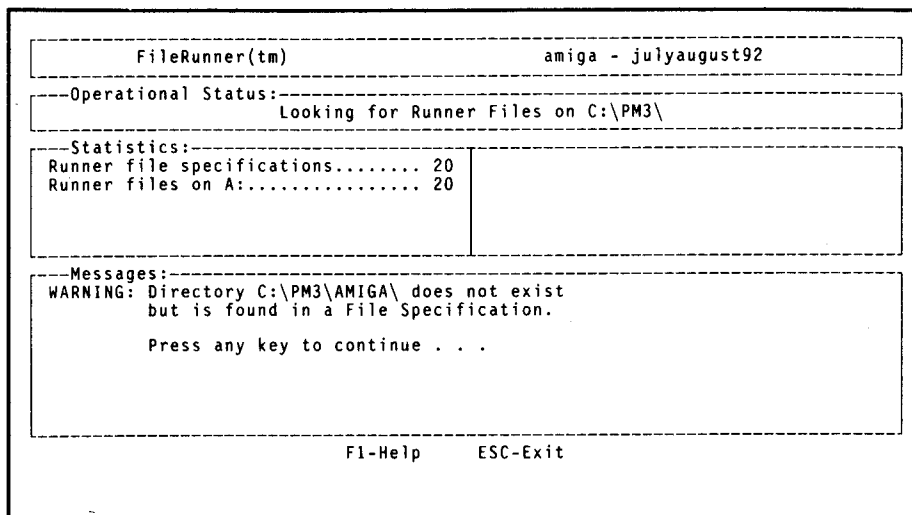 FileRunner(tm) amiga - julyaugust92
Operational Status:
Looking for Runner Files on C:\PM3\
Statistics:
Runner file specifications........ 20
Runner files on A:................ 20
Messages:
WARNING: Directory C:\PM3\AMIGA\ does not exist
but is found in a File Specification.
Press any key to continue . . .
F1-Help ESC-Exit